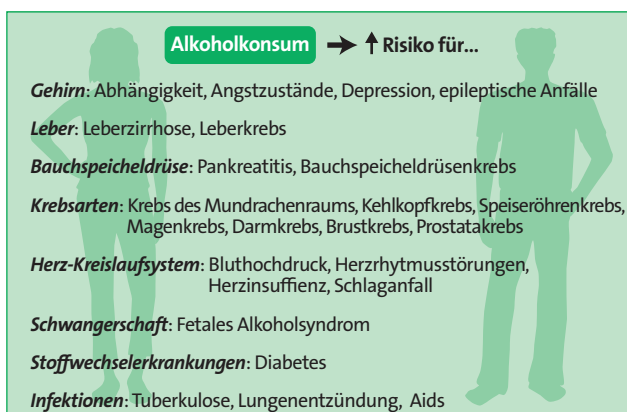 Alkoholkonsum → ↑ Risiko für...
Gehirn: Abhängigkeit, Angstzustände, Depression, epileptische Anfälle
Leber: Leberzirrhose, Leberkrebs
Bauchspeicheldrüse: Pankreatitis, Bauchspeicheldrüsenkrebs
Krebsarten: Krebs des Mundrachenraums, Kehlkopfkrebs, Speiseröhrenkrebs,
Magenkrebs, Darmkrebs, Brustkrebs, Prostatakrebs
Herz-Kreislaufsystem: Bluthochdruck, Herzrhytmusstörungen,
Herzinsuffienz, Schlaganfall
Schwangerschaft: Fetales Alkoholsyndrom
Stoffwechselerkrankungen: Diabetes
Infektionen: Tuberkulose, Lungenentzündung, Aids